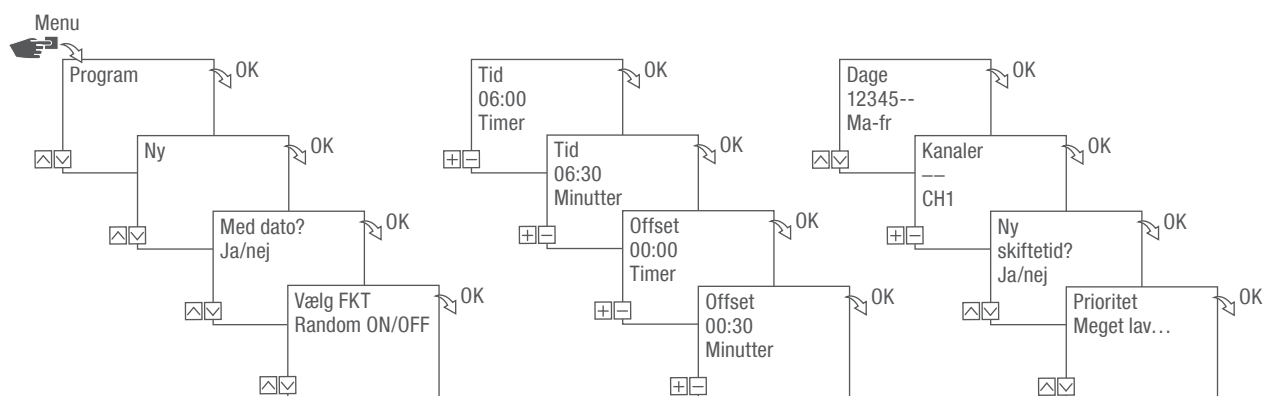 Menu
Program
OK
Ny
OK
Med dato?
Ja/nej
OK
Vælg FKT
Random ON/OFF
OK
Tid
06:00
Timer
OK
Tid
06:30
Minutter
OK
Offset
00:00
Timer
OK
Offset
00:30
Minutter
OK
Dage
12345--
Ma-fr
OK
Kanaler
––
CH1
OK
Ny
skiftetid?
Ja/nej
OK
Prioritet
Meget lav…
OK